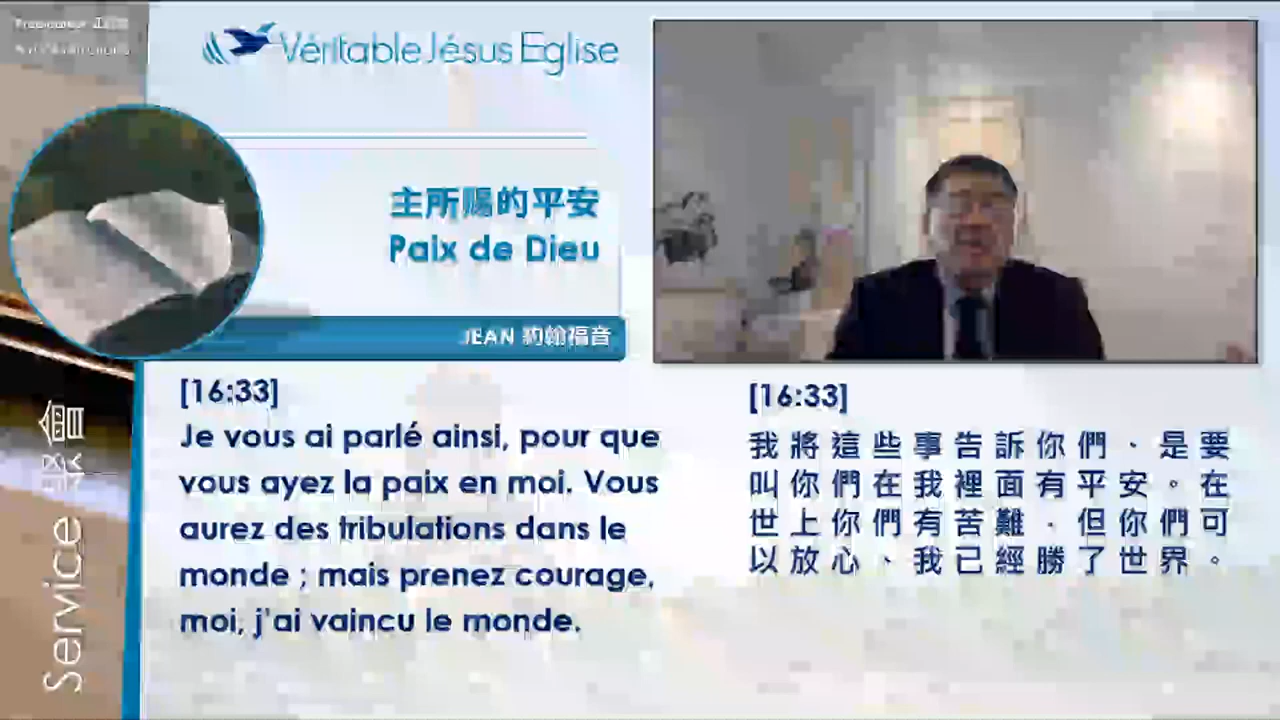 Véritable Jésus Eglise
主所賜的平安
Paix de Dieu
JEAN 約翰福音
[16:33]
Je vous ai parlé ainsi, pour que
vous ayez la paix en moi. Vous
aurez des tribulations dans le
monde ; mais prenez courage,
moi, j'ai vaincu le monde.
[16:33]
我將這些事告訴你們、是要
叫你們在我裡面有平安。在
世上你們有苦難．但你們可
以放心、我已經勝了世界。
Service 聚會